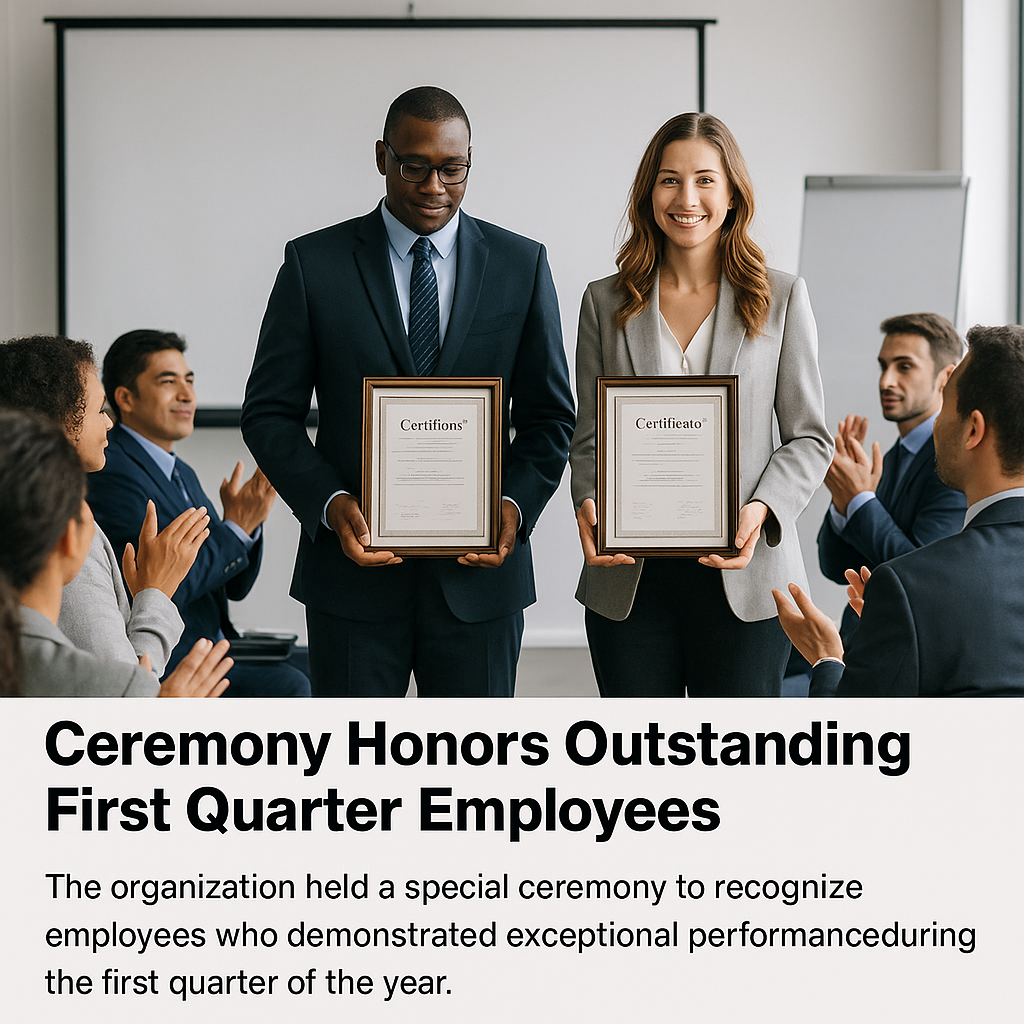 Certifions
Certifieato
Ceremony Honors Outstanding
First Quarter Employees
The organization held a special ceremony to recognize
employees who demonstrated exceptional performanceduring
the first quarter of the year.